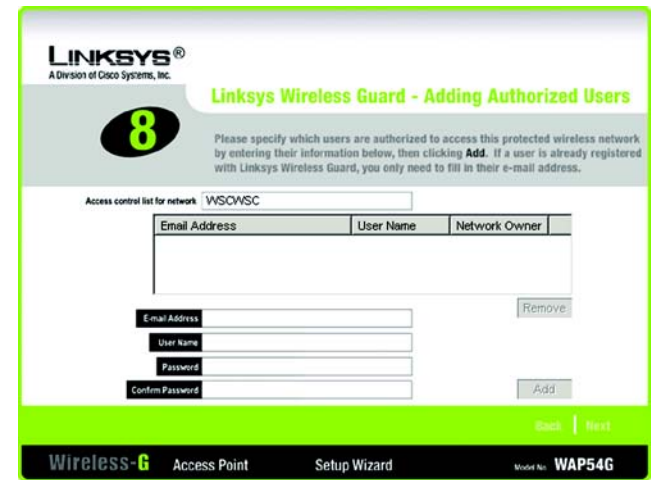 LINKSYS®
A Division of Cisco Systems, Inc.
Linksys Wireless Guard - Adding Authorized Users
8
Please specify which users are authorized to access this protected wireless network
by entering their information below, then clicking Add. If a user is already registered
with Linksys Wireless Guard, you only need to fill in their e-mail address.
Access control list for network WSCWSC
Email Address User Name Network Owner
Remove
E-mail Address
User Name
Password
Confirm Password
Add
Back | Next
Wireless-G Access Point Setup Wizard Model No. WAP54G